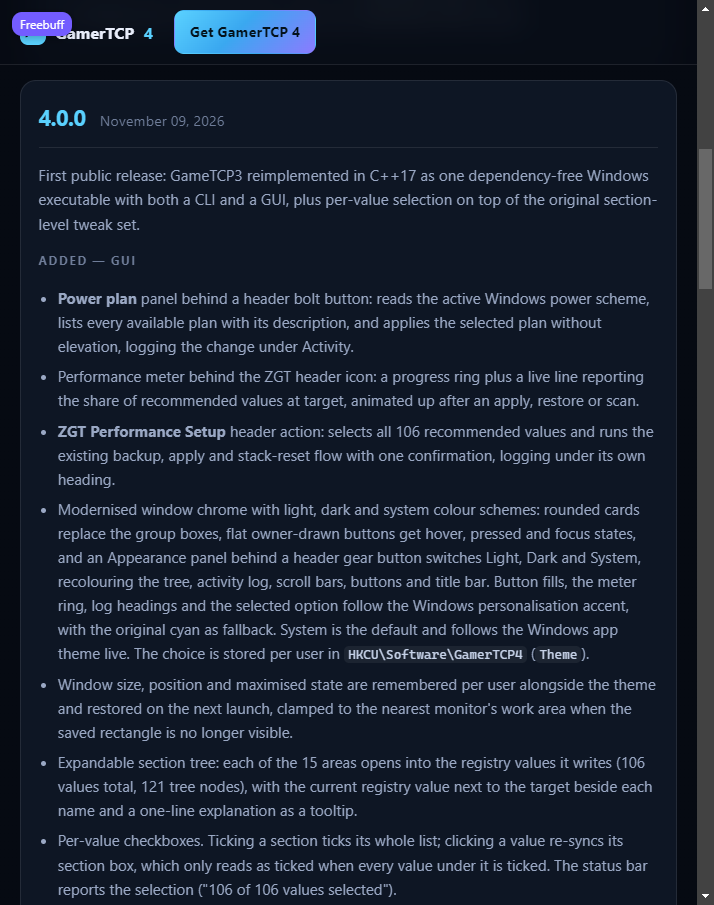 Freebuff
GamerTCP 4
Get GamerTCP 4
4.0.0 November 09, 2026
First public release: GameTCP3 reimplemented in C++17 as one dependency-free Windows
executable with both a CLI and a GUI, plus per-value selection on top of the original section-
level tweak set.
ADDED — GUI
• Power plan panel behind a header bolt button: reads the active Windows power scheme,
lists every available plan with its description, and applies the selected plan without
elevation, logging the change under Activity.
• Performance meter behind the ZGT header icon: a progress ring plus a live line reporting
the share of recommended values at target, animated up after an apply, restore or scan.
• ZGT Performance Setup header action: selects all 106 recommended values and runs the
existing backup, apply and stack-reset flow with one confirmation, logging under its own
heading.
• Modernised window chrome with light, dark and system colour schemes: rounded cards
replace the group boxes, flat owner-drawn buttons get hover, pressed and focus states,
and an Appearance panel behind a header gear button switches Light, Dark and System,
recolouring the tree, activity log, scroll bars, buttons and title bar. Button fills, the meter
ring, log headings and the selected option follow the Windows personalisation accent,
with the original cyan as fallback. System is the default and follows the Windows app
theme live. The choice is stored per user in HKCU\Software\GamerTCP4 ( Theme ).
• Window size, position and maximised state are remembered per user alongside the theme
and restored on the next launch, clamped to the nearest monitor's work area when the
saved rectangle is no longer visible.
• Expandable section tree: each of the 15 areas opens into the registry values it writes (106
values total, 121 tree nodes), with the current registry value next to the target beside each
name and a one-line explanation as a tooltip.
• Per-value checkboxes. Ticking a section ticks its whole list; clicking a value re-syncs its
section box, which only reads as ticked when every value under it is ticked. The status bar
reports the selection ("106 of 106 values selected").